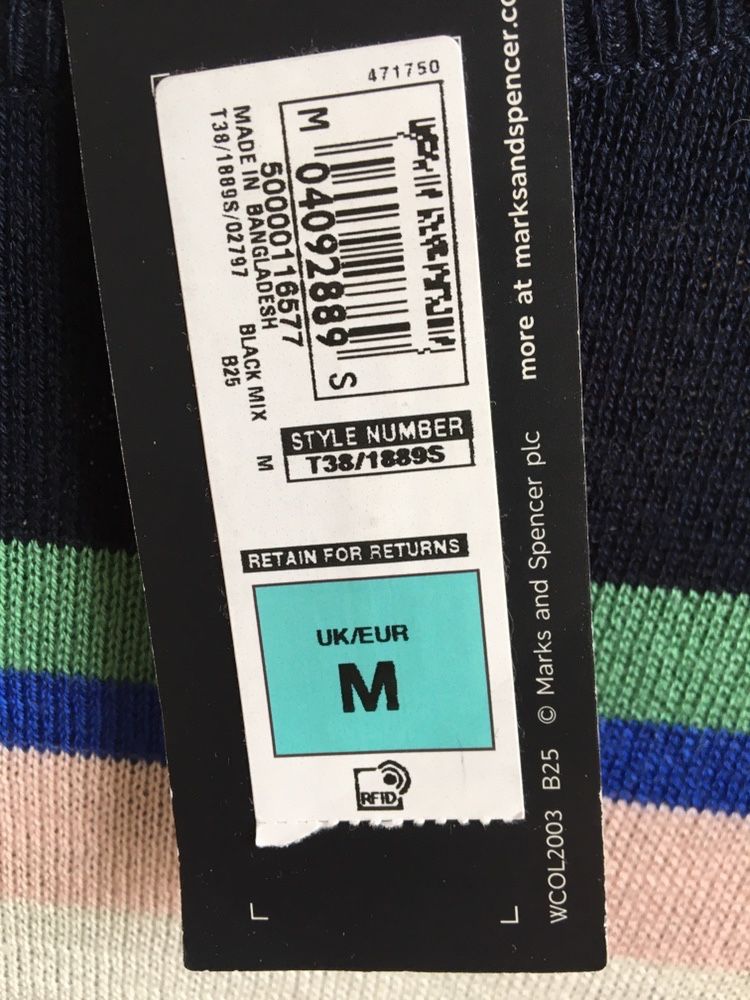 471750
M 04092889 S
50000116577
MADE IN BANGLADESH BLACK MIX M
T38/1889S/02797 B25
STYLE NUMBER
T38/1889S
RETAIN FOR RETURNS
UK/EUR
M
RFID
WCOL2003 B25 © Marks and Spencer plc more at marksandspencer.co